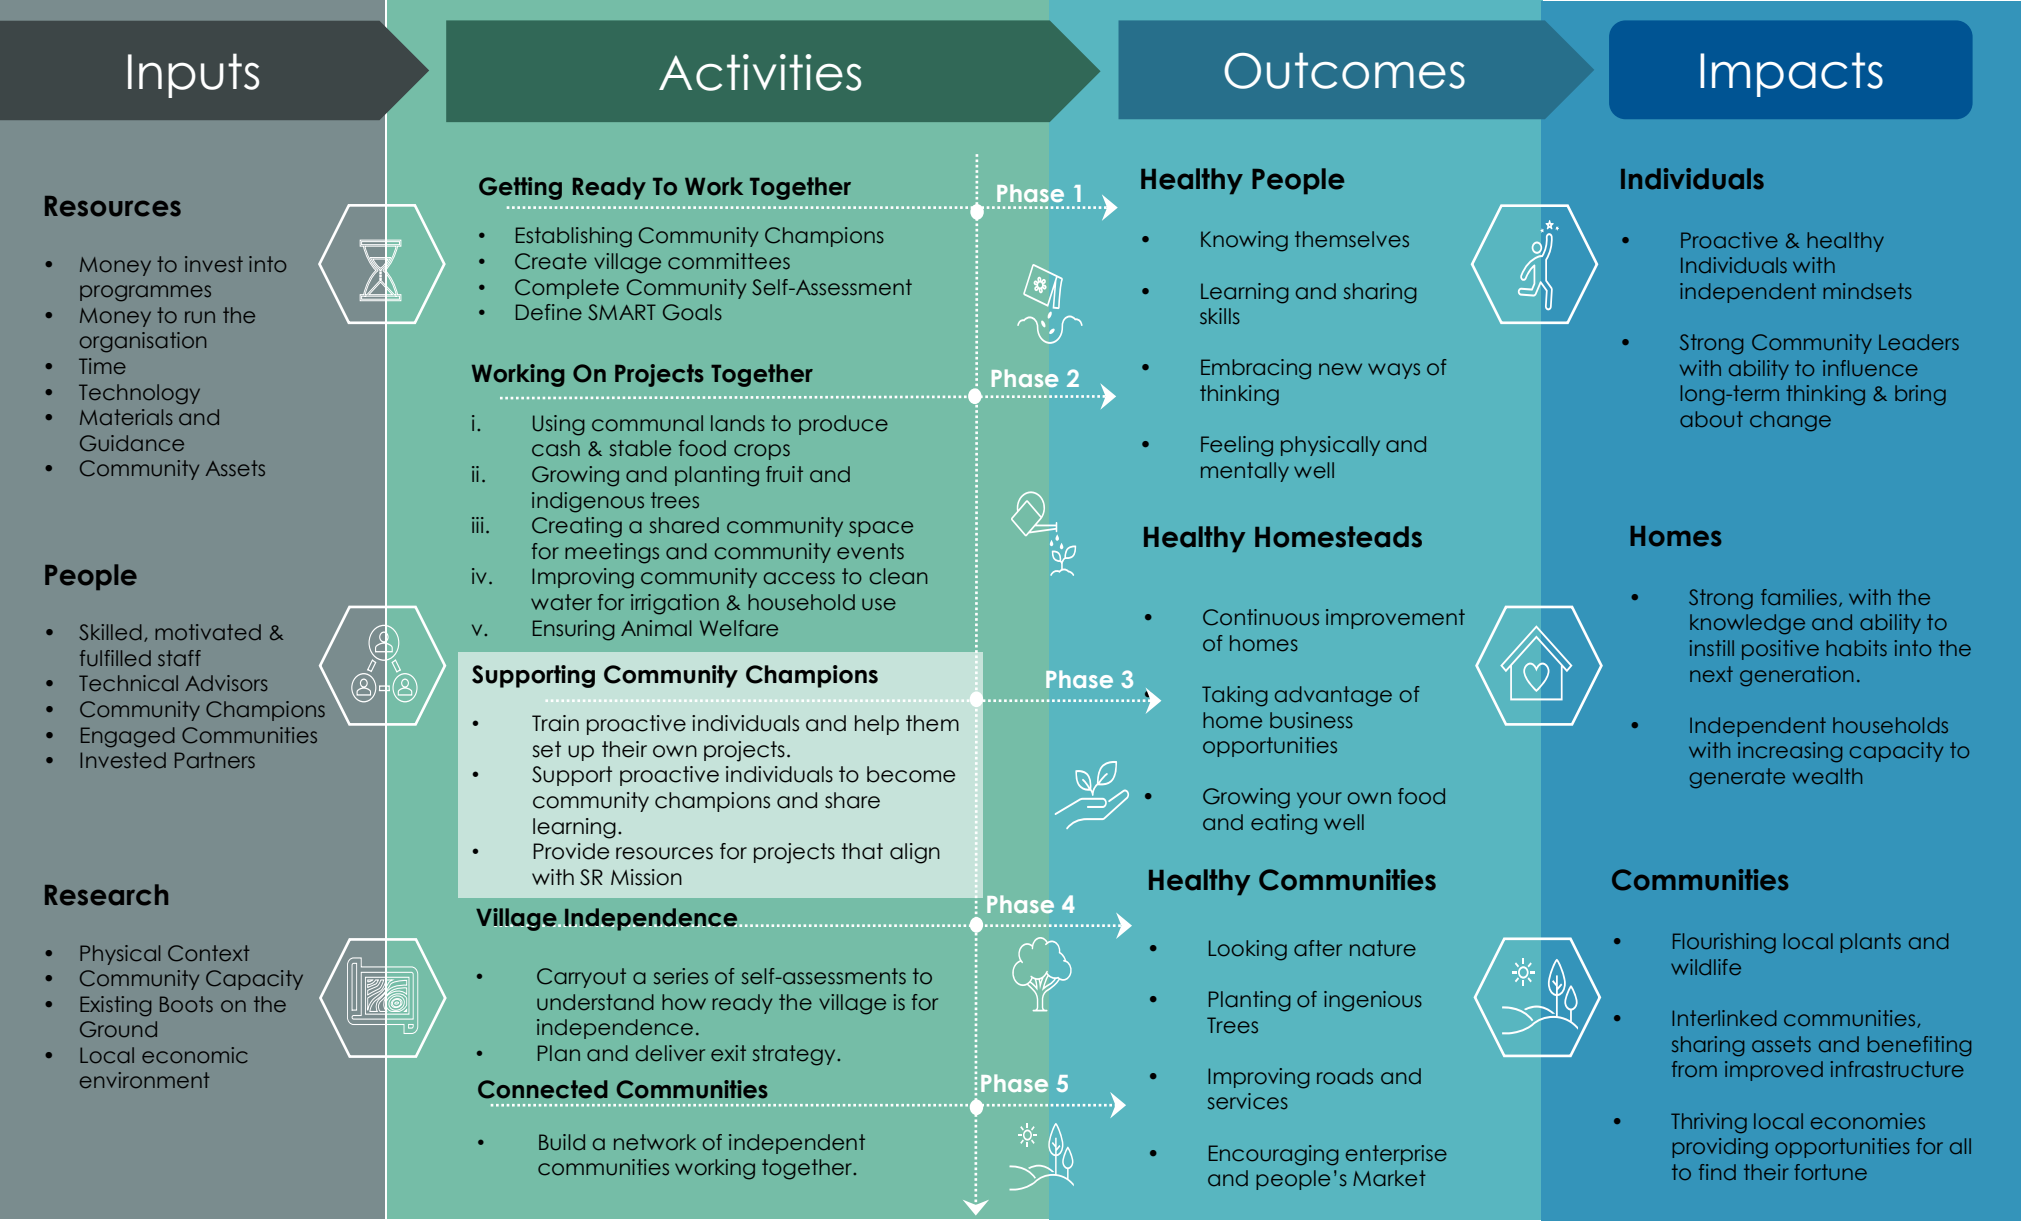 Inputs
Activities
Outcomes
Impacts
Resources
• Money to invest into
programmes
• Money to run the
organisation
• Time
• Technology
• Materials and
Guidance
• Community Assets
People
• Skilled, motivated &
fulfilled staff
• Technical Advisors
• Community Champions
• Engaged Communities
• Invested Partners
Research
• Physical Context
• Community Capacity
• Existing Boots on the
Ground
• Local economic
environment
Getting Ready To Work Together
• Establishing Community Champions
• Create village committees
• Complete Community Self-Assessment
• Define SMART Goals
Working On Projects Together
i. Using communal lands to produce
cash & stable food crops
ii. Growing and planting fruit and
indigenous trees
iii. Creating a shared community space
for meetings and community events
iv. Improving community access to clean
water for irrigation & household use
v. Ensuring Animal Welfare
Supporting Community Champions
• Train proactive individuals and help them
set up their own projects.
• Support proactive individuals to become
community champions and share
learning.
• Provide resources for projects that align
with SR Mission
Village Independence
• Carryout a series of self-assessments to
understand how ready the village is for
independence.
• Plan and deliver exit strategy.
Connected Communities
• Build a network of independent
communities working together.
Phase 1
Phase 2
Phase 3
Phase 4
Phase 5
Healthy People
• Knowing themselves
• Learning and sharing
skills
• Embracing new ways of
thinking
• Feeling physically and
mentally well
Healthy Homesteads
• Continuous improvement
of homes
• Taking advantage of
home business
opportunities
• Growing your own food
and eating well
Healthy Communities
• Looking after nature
• Planting of ingenious
Trees
• Improving roads and
services
• Encouraging enterprise
and people's Market
Individuals
• Proactive & healthy
Individuals with
independent mindsets
• Strong Community Leaders
with ability to influence
long-term thinking & bring
about change
Homes
• Strong families, with the
knowledge and ability to
instill positive habits into the
next generation.
• Independent households
with increasing capacity to
generate wealth
Communities
• Flourishing local plants and
wildlife
• Interlinked communities,
sharing assets and benefiting
from improved infrastructure
• Thriving local economies
providing opportunities for all
to find their fortune